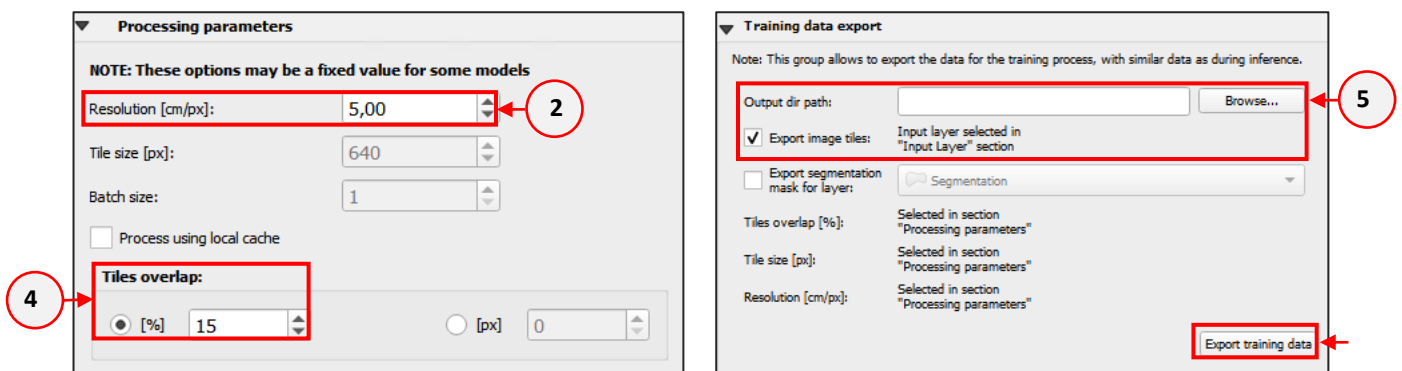 Processing parameters
NOTE: These options may be a fixed value for some models
Resolution [cm/px]: 5,00
2
Tile size [px]: 640
Batch size: 1
Process using local cache
Tiles overlap:
4
[%] 15 [px] 0
Training data export
Note: This group allows to export the data for the training process, with similar data as during inference.
Output dir path: Browse...
5
Export image tiles: Input layer selected in
"Input Layer" section
Export segmentation
mask for layer: Segmentation
Tiles overlap [%]: Selected in section
"Processing parameters"
Tile size [px]: Selected in section
"Processing parameters"
Resolution [cm/px]: Selected in section
"Processing parameters"
Export training data